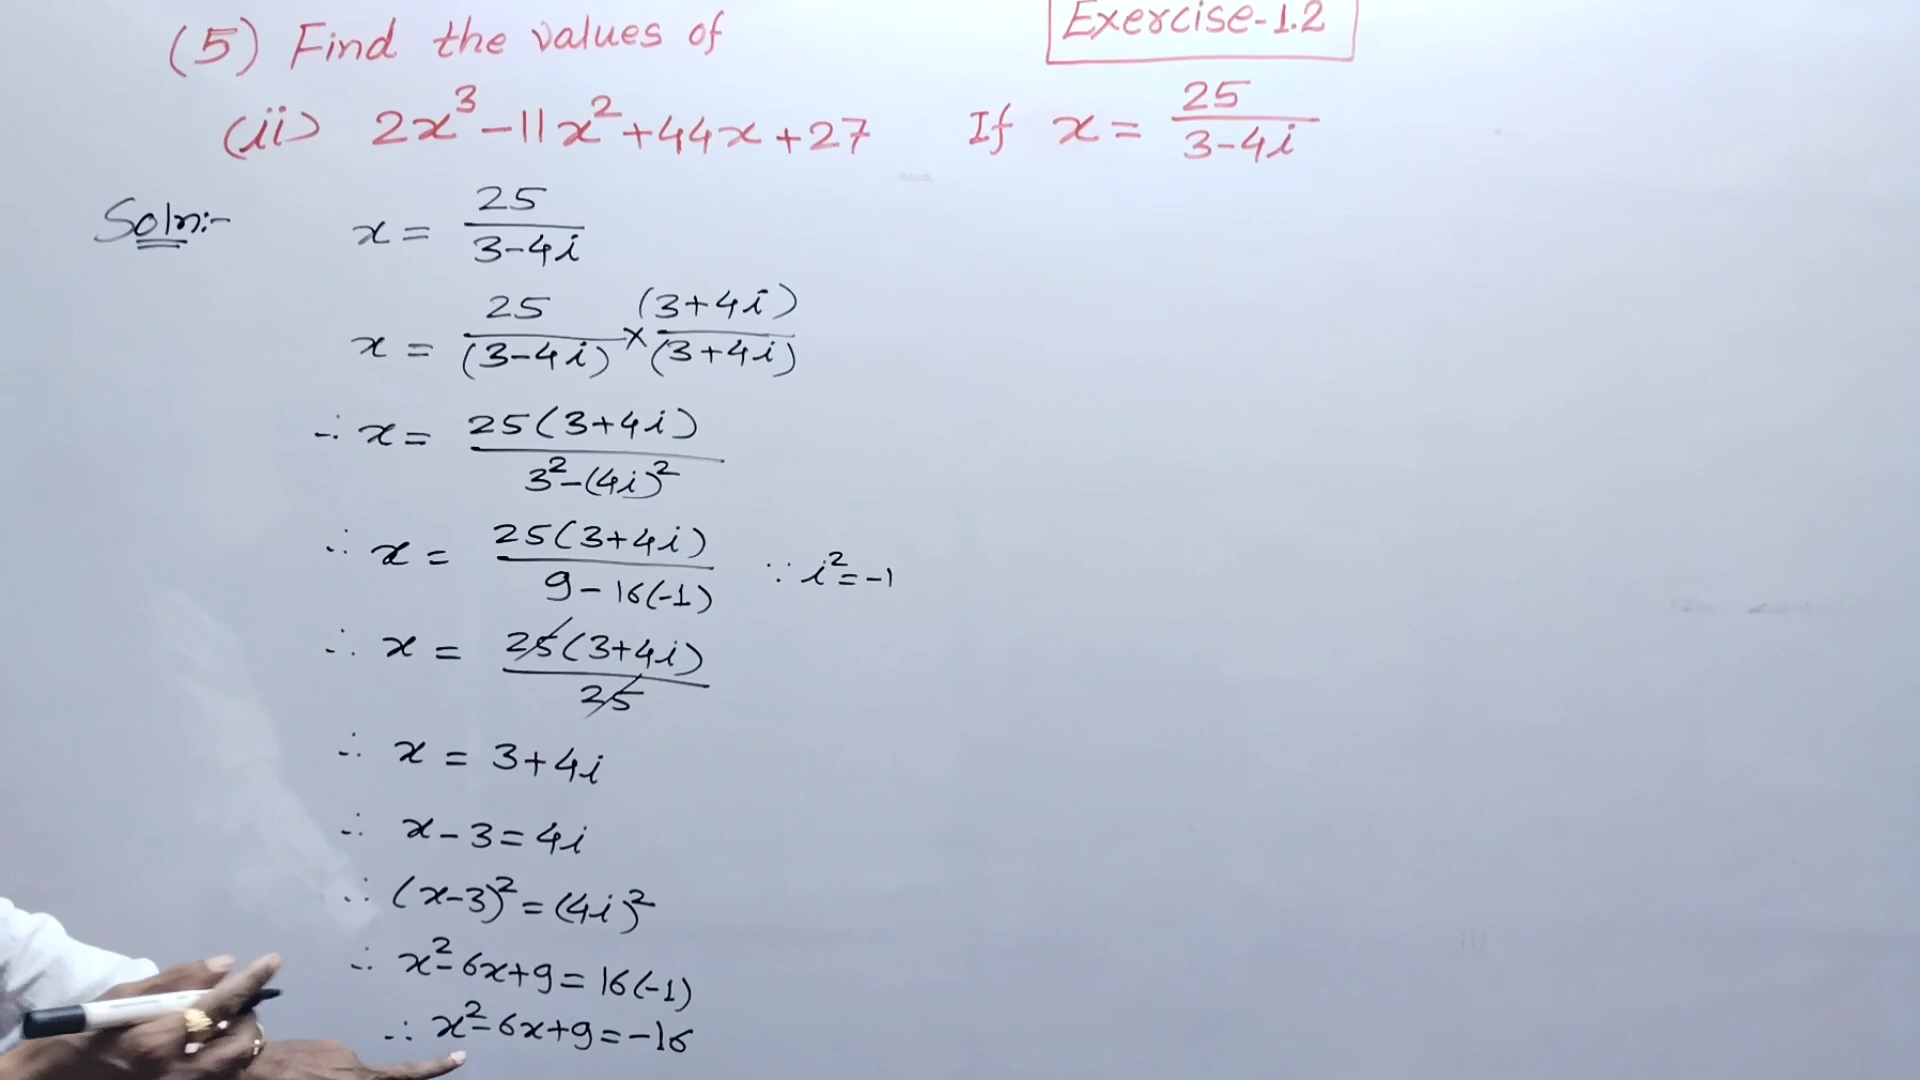 (5) Find the values of
Exercise-1.2
(ii) 2x³-11x²+44x+27 If x = 25/(3-4i)
Soln:- x = 25/(3-4i)
x = 25/(3-4i) × (3+4i)/(3+4i)
∴ x = 25(3+4i)/(3²-(4i)²)
∴ x = 25(3+4i)/(9-16(-1)) ∵ i²=-1
∴ x = 25(3+4i)/25
∴ x = 3+4i
∴ x-3=4i
∴ (x-3)²=(4i)²
∴ x²-6x+9=16(-1)
∴ x²-6x+9=-16